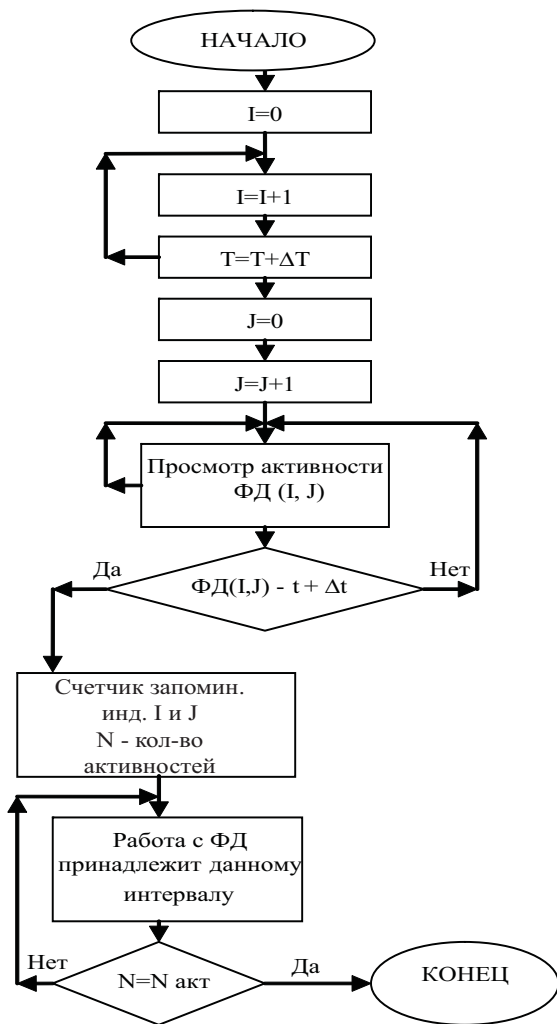 НАЧАЛО
I=0
I=I+1
T=T+ΔT
J=0
J=J+1
Просмотр активности
ФД (I, J)
Да
Нет
ФД(I,J) - t + Δt
Счетчик запомин.
инд. I и J
N - кол-во
активностей
Работа с ФД
принадлежит данному
интервалу
Нет
N=N акт
Да
КОНЕЦ